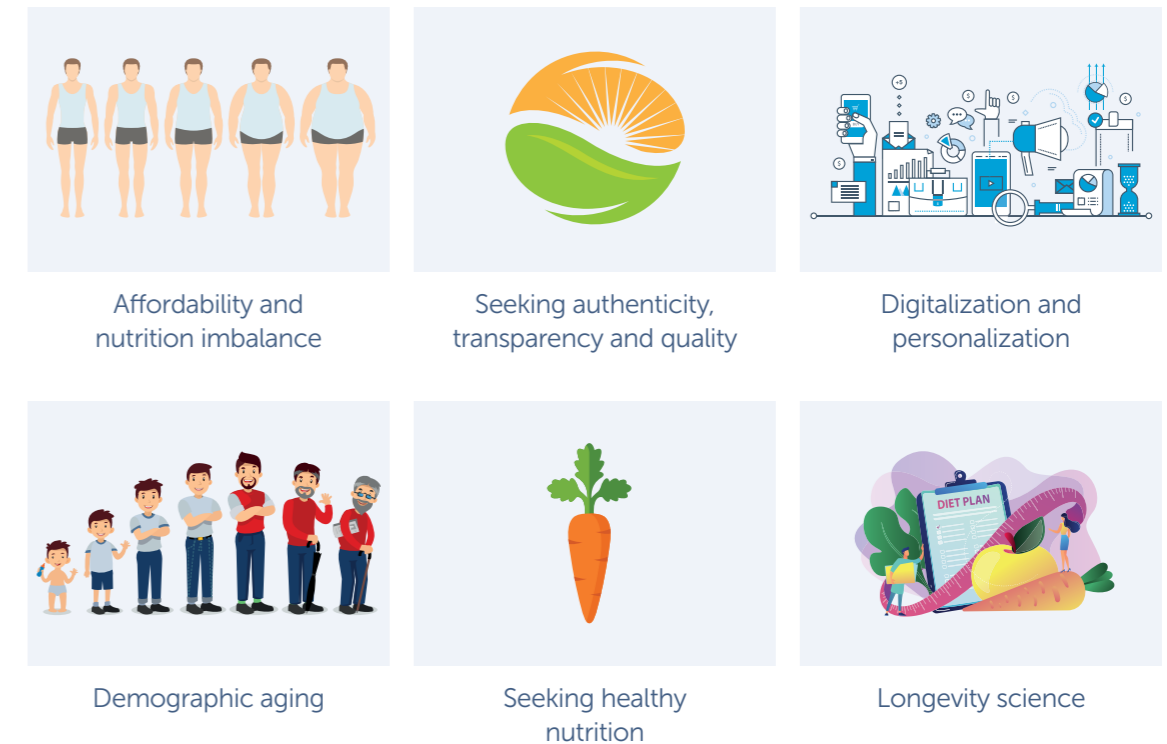 Affordability and
nutrition imbalance
Seeking authenticity,
transparency and quality
Digitalization and
personalization
DIET PLAN
Demographic aging
Seeking healthy
nutrition
Longevity science